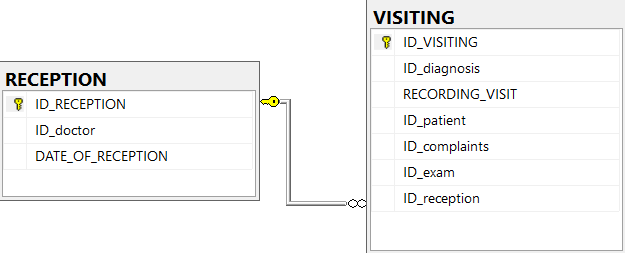 RECEPTION
ID_RECEPTION
ID_doctor
DATE_OF_RECEPTION
VISITING
ID_VISITING
ID_diagnosis
RECORDING_VISIT
ID_patient
ID_complaints
ID_exam
ID_reception